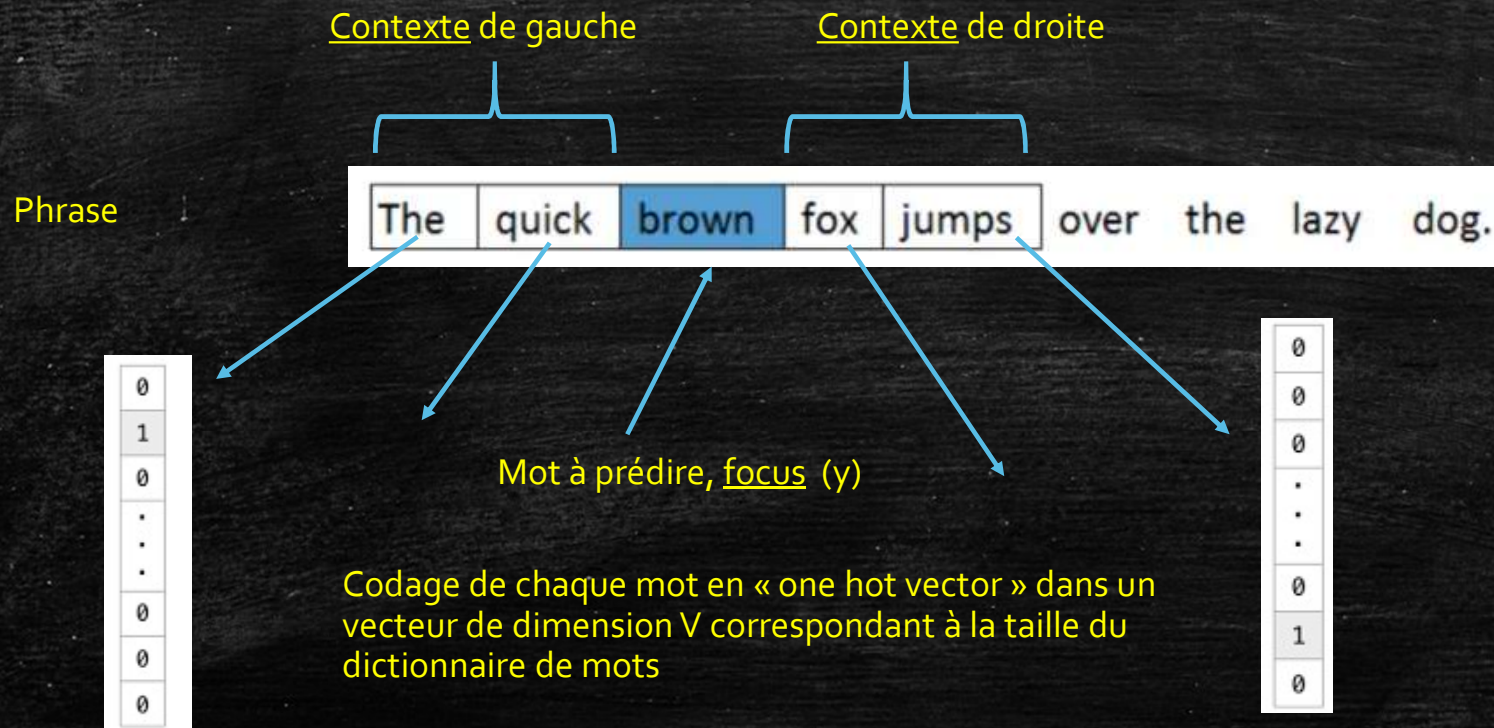 Contexte de gauche
Contexte de droite
Phrase
The quick brown fox jumps over the lazy dog.
0
1
0
.
.
.
0
0
0
Mot à prédire, focus (y)
0
0
0
.
.
.
0
1
0
Codage de chaque mot en « one hot vector » dans un
vecteur de dimension V correspondant à la taille du
dictionnaire de mots